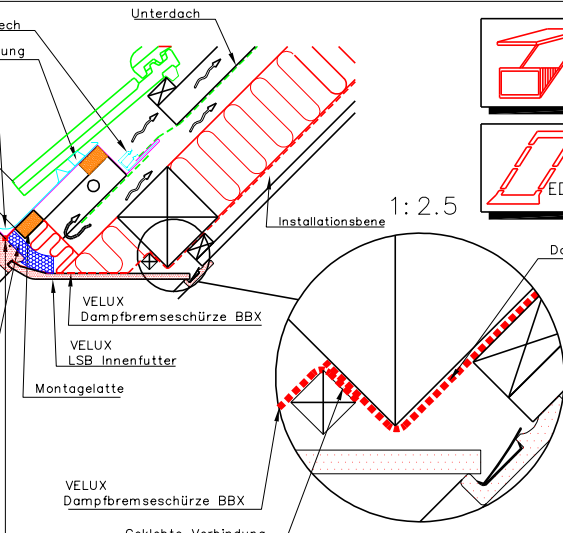 Unterdach
Installationsbene
1:2.5
VELUX
Dampfbremseschürze BBX
VELUX
LSB Innenfutter
Montagelatte
VELUX
Dampfbremseschürze BBX